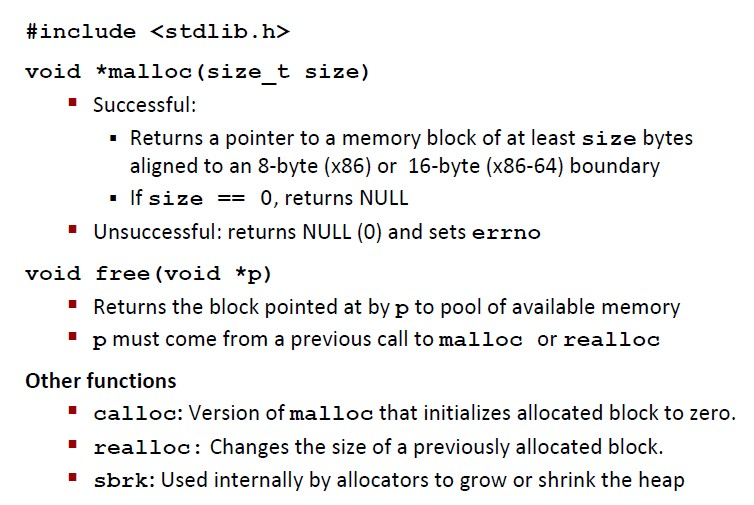 #include <stdlib.h>
void *malloc(size_t size)
▪ Successful:
▪ Returns a pointer to a memory block of at least size bytes
aligned to an 8-byte (x86) or 16-byte (x86-64) boundary
▪ If size == 0, returns NULL
▪ Unsuccessful: returns NULL (0) and sets errno
void free(void *p)
▪ Returns the block pointed at by p to pool of available memory
▪ p must come from a previous call to malloc or realloc
Other functions
▪ calloc: Version of malloc that initializes allocated block to zero.
▪ realloc: Changes the size of a previously allocated block.
▪ sbrk: Used internally by allocators to grow or shrink the heap